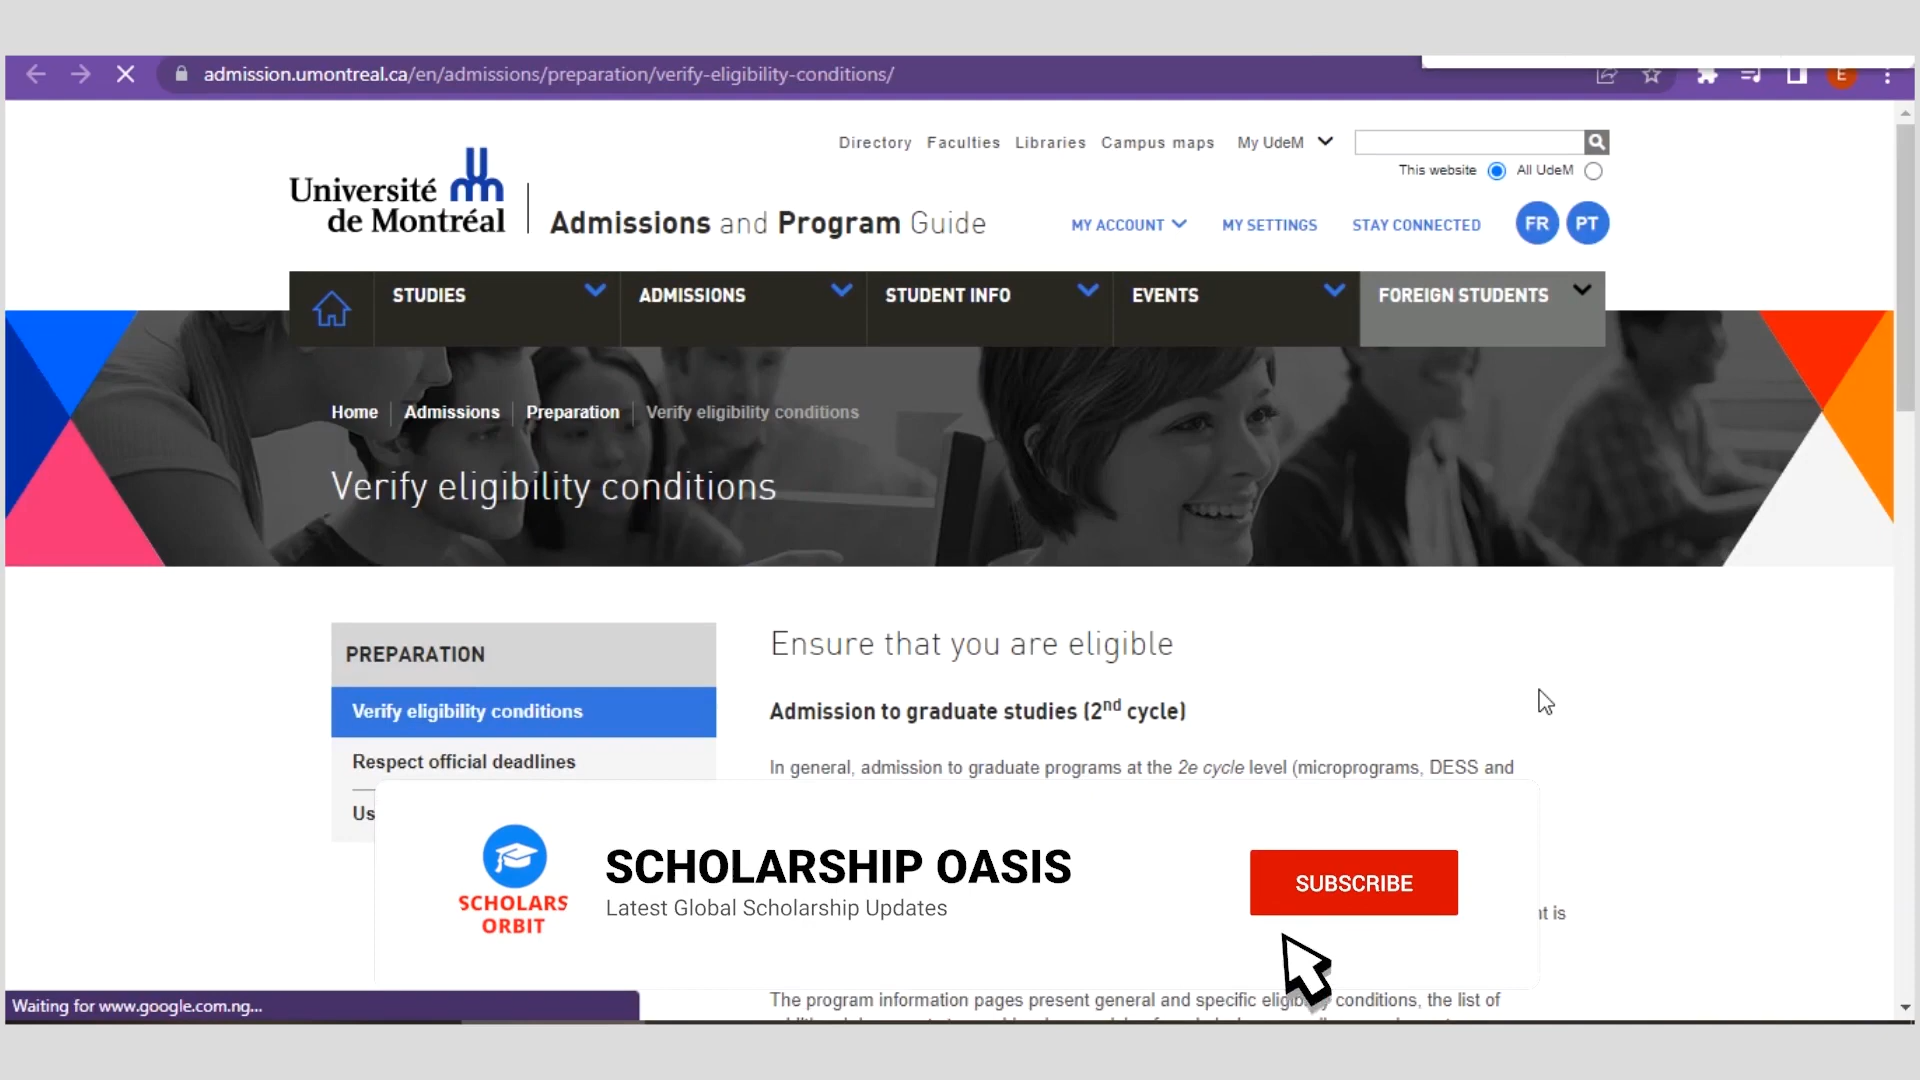 admission.umontreal.ca/en/admissions/preparation/verify-eligibility-conditions/
E
Directory Faculties Libraries Campus maps My UdeM
This website All UdeM
Université
de Montréal
Admissions and Program Guide
MY ACCOUNT MY SETTINGS STAY CONNECTED FR PT
STUDIES ADMISSIONS STUDENT INFO EVENTS FOREIGN STUDENTS
Home Admissions Preparation Verify eligibility conditions
Verify eligibility conditions
PREPARATION
Verify eligibility conditions
Respect official deadlines
Us
Ensure that you are eligible
Admission to graduate studies (2nd cycle)
In general, admission to graduate programs at the 2e cycle level (microprograms, DESS and
SCHOLARS
ORBIT
SCHOLARSHIP OASIS
Latest Global Scholarship Updates
SUBSCRIBE
is
The program information pages present general and specific eligibility conditions, the list of
Waiting for www.google.com.ng...